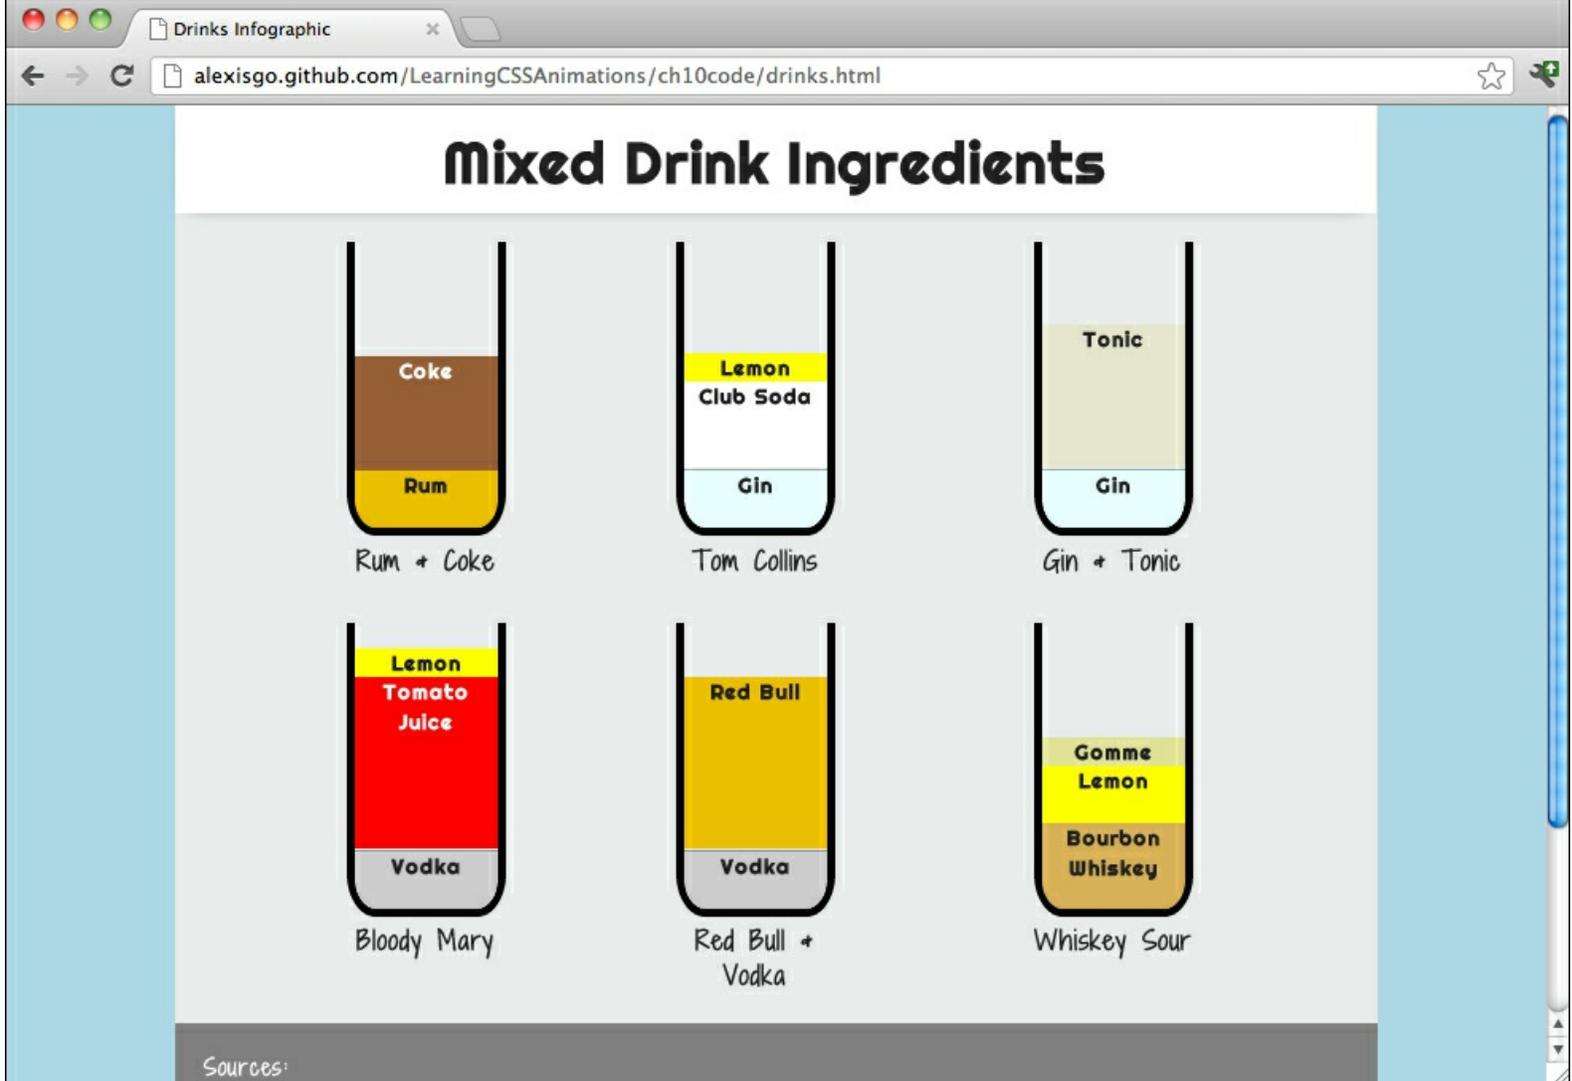 Drinks Infographic
alexisgo.github.com/LearningCSSAnimations/ch10code/drinks.html
Mixed Drink Ingredients
Coke
Rum
Rum & Coke
Lemon
Club Soda
Gin
Tom Collins
Tonic
Gin
Gin & Tonic
Lemon
Tomato
Juice
Vodka
Bloody Mary
Red Bull
Vodka
Red Bull &
Vodka
Gomme
Lemon
Bourbon
Whiskey
Whiskey Sour
Sources: